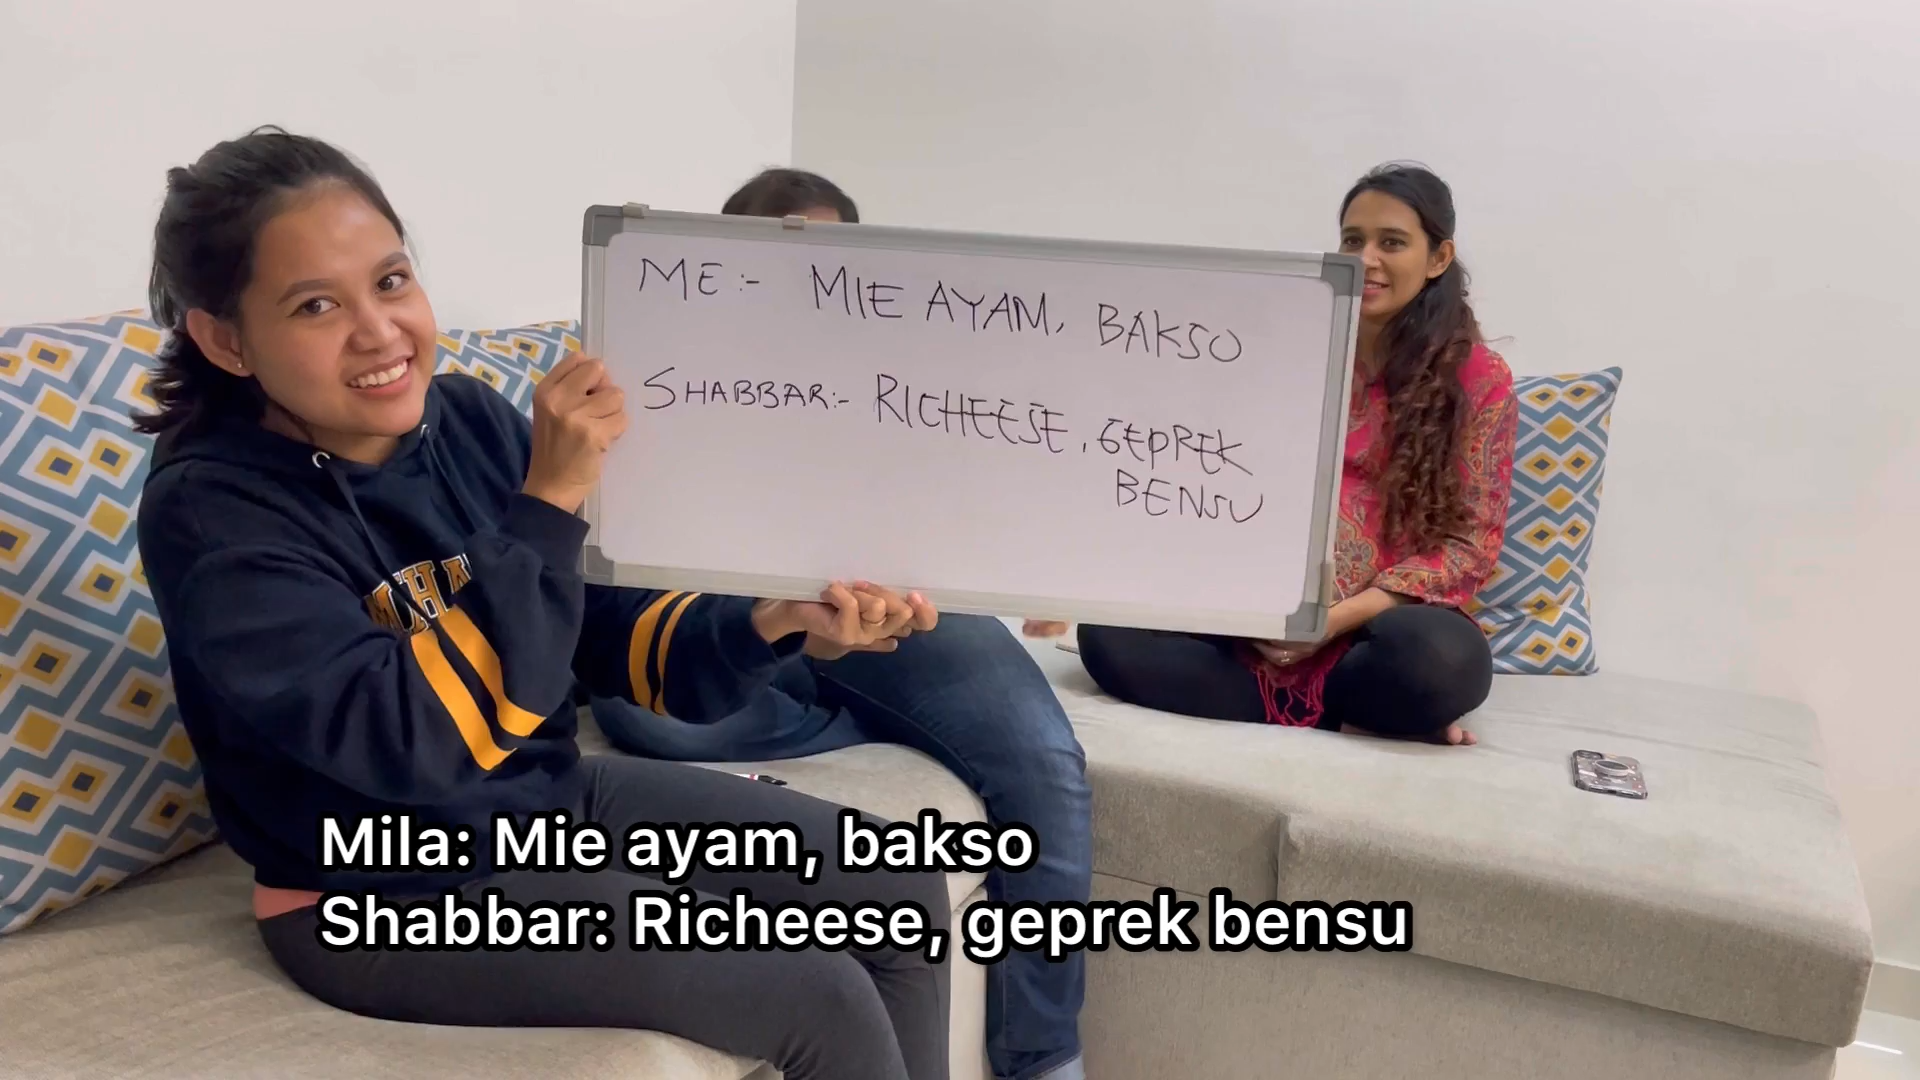 ME:- MIE AYAM, BAKSO
SHABBAR:- RICHEESE, GEPREK
BENSU
Mila: Mie ayam, bakso
Shabbar: Richeese, geprek bensu